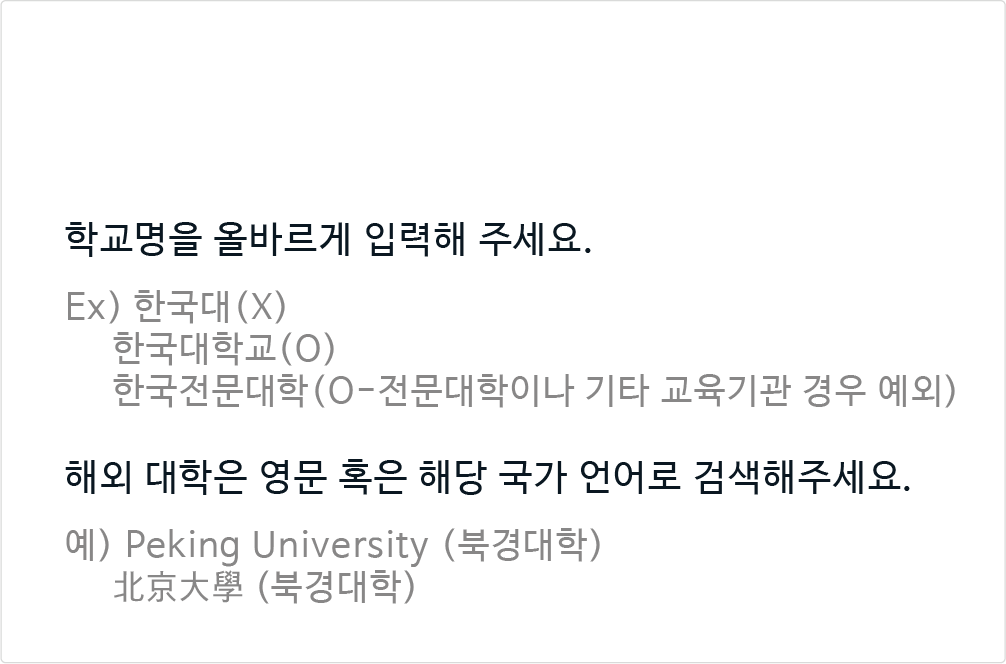 학교명을 올바르게 입력해 주세요.
Ex) 한국대(X)
한국대학교(O)
한국전문대학(O-전문대학이나 기타 교육기관 경우 예외)
해외 대학은 영문 혹은 해당 국가 언어로 검색해주세요.
예) Peking University (북경대학)
北京大學 (북경대학)